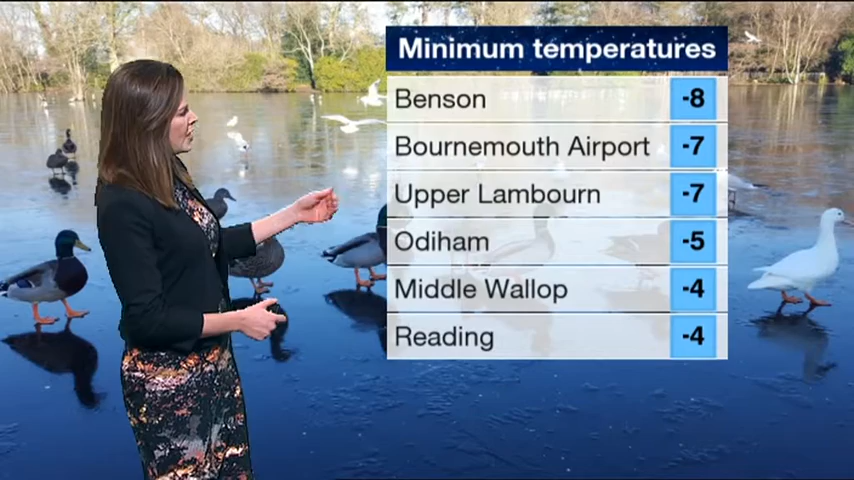 Minimum temperatures
Benson -8
Bournemouth Airport -7
Upper Lambourn -7
Odiham -5
Middle Wallop -4
Reading -4